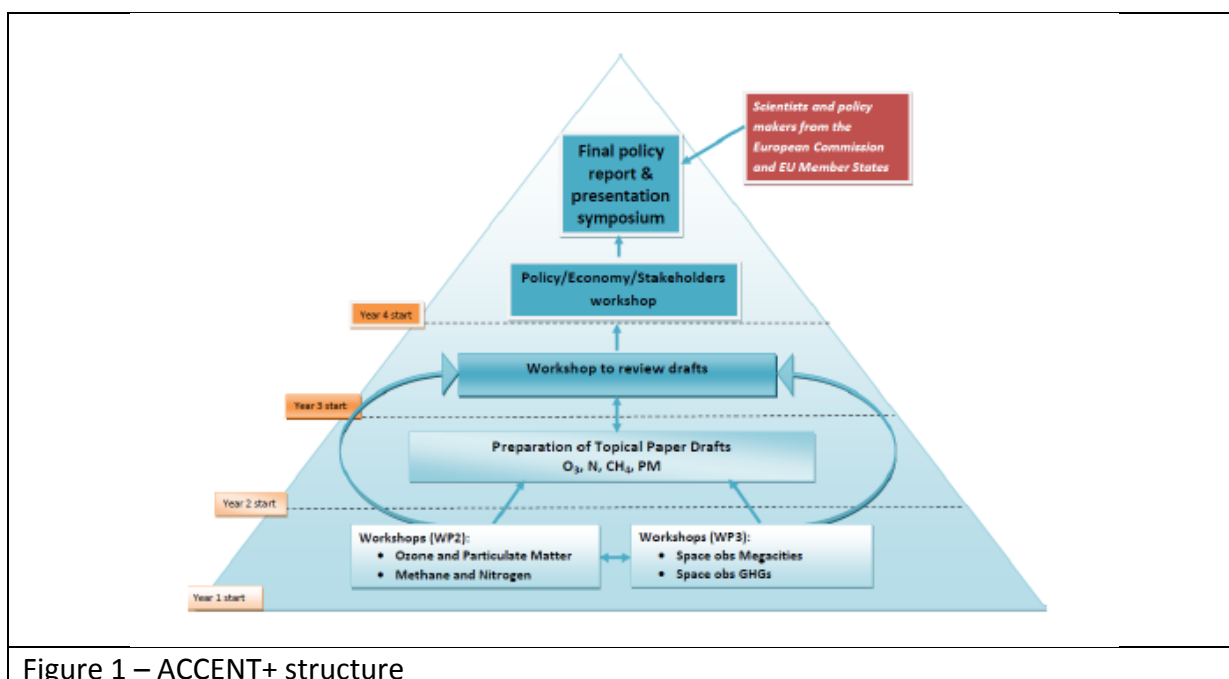 Scientists and policy
makers from the
European Commission
and EU Member States
Final policy
report &
presentation
symposium
Policy/Economy/Stakeholders
workshop
Year 4 start
Workshop to review drafts
Year 3 start
Preparation of Topical Paper Drafts
O₃, N, CH₄, PM
Year 2 start
Workshops (WP2):
• Ozone and Particulate Matter
• Methane and Nitrogen
Workshops (WP3):
• Space obs Megacities
• Space obs GHGs
Year 1 start
Figure 1 – ACCENT+ structure